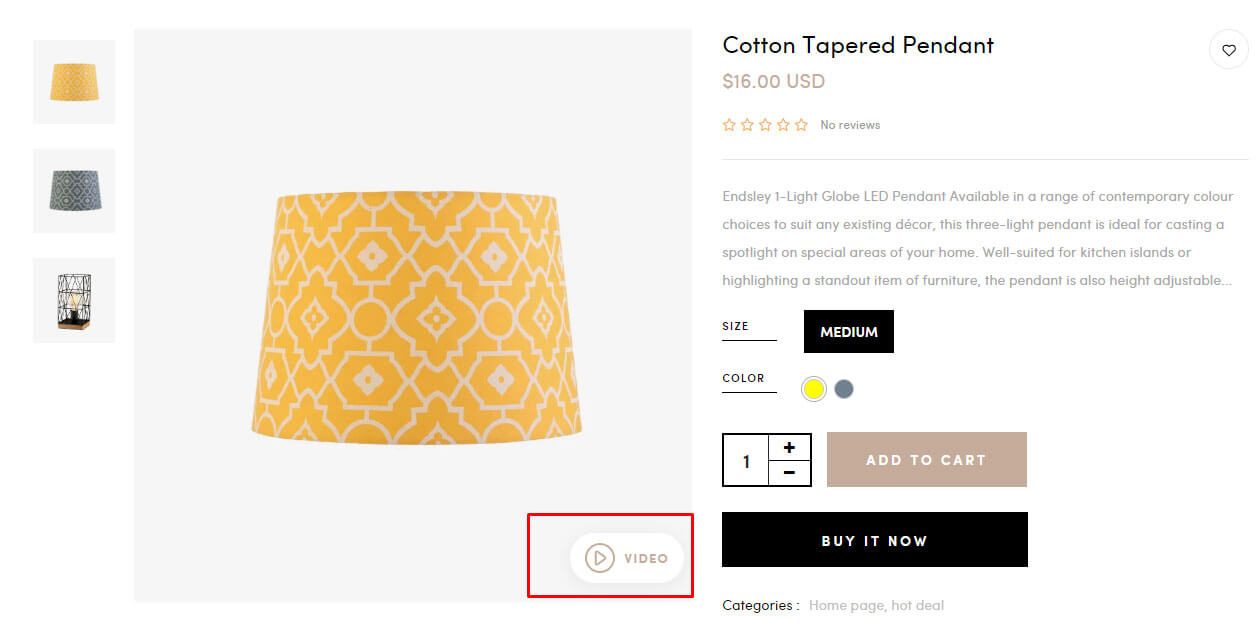 Cotton Tapered Pendant
$16.00 USD
No reviews
Endsley 1-Light Globe LED Pendant Available in a range of contemporary colour
choices to suit any existing décor, this three-light pendant is ideal for casting a
spotlight on special areas of your home. Well-suited for kitchen islands or
highlighting a standout item of furniture, the pendant is also height adjustable...
SIZE
MEDIUM
COLOR
1
+
−
ADD TO CART
VIDEO
BUY IT NOW
Categories : Home page, hot deal